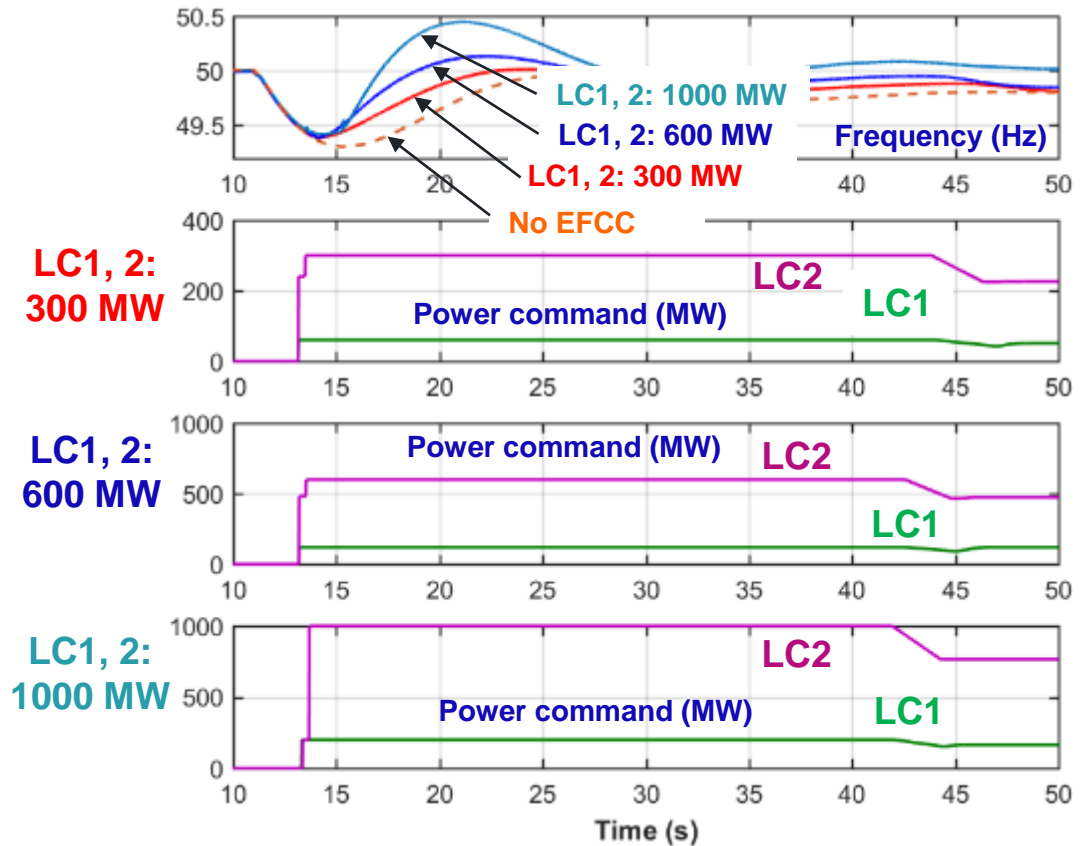 50.5
50
49.5
LC1, 2: 1000 MW
LC1, 2: 600 MW
Frequency (Hz)
LC1, 2: 300 MW
No EFCC
10 15 20 40 45 50
LC1, 2:
300 MW
400
200
0
LC2
LC1
Power command (MW)
10 15 20 25 30 35 40 45 50
LC1, 2:
600 MW
1000
500
0
Power command (MW)
LC2
LC1
10 15 20 25 30 35 40 45 50
LC1, 2:
1000 MW
1000
500
0
LC2
LC1
Power command (MW)
10 15 20 25 30 35 40 45 50
Time (s)